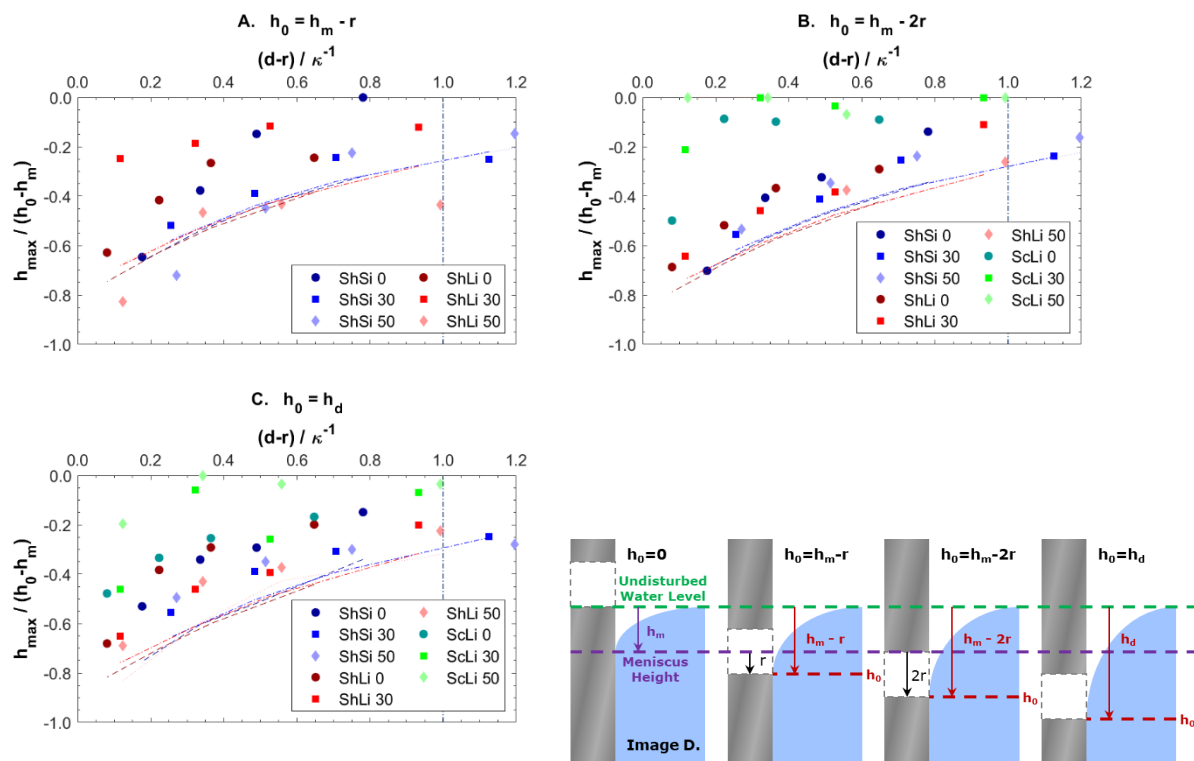 A. h₀ = hₘ - r
(d-r) / κ⁻¹
0.0 0.2 0.4 0.6 0.8 1.0 1.2
0.0
-0.2
-0.4
-0.6
-0.8
-1.0
hₘₐₓ / (h₀-hₘ)
ShSi 0 ShLi 0
ShSi 30 ShLi 30
ShSi 50 ShLi 50
B. h₀ = hₘ - 2r
(d-r) / κ⁻¹
0.0 0.2 0.4 0.6 0.8 1.0 1.2
0.0
-0.2
-0.4
-0.6
-0.8
-1.0
hₘₐₓ / (h₀-hₘ)
ShSi 0 ShLi 50
ShSi 30 ScLi 0
ShSi 50 ScLi 30
ShLi 0 ScLi 50
ShLi 30
C. h₀ = h_d
(d-r) / κ⁻¹
0.0 0.2 0.4 0.6 0.8 1.0 1.2
0.0
-0.2
-0.4
-0.6
-0.8
-1.0
hₘₐₓ / (h₀-hₘ)
ShSi 0 ShLi 50
ShSi 30 ScLi 0
ShSi 50 ScLi 30
ShLi 0 ScLi 50
ShLi 30
h₀=0 h₀=hₘ-r h₀=hₘ-2r h₀=h_d
Undisturbed
Water Level
hₘ hₘ - r hₘ - 2r h_d
Meniscus
Height
r 2r
h₀ h₀ h₀
Image D.